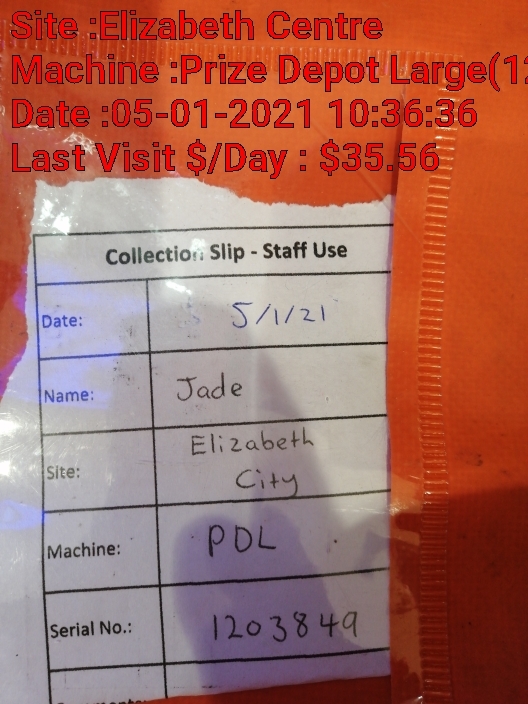 Site :Elizabeth Centre
Machine :Prize Depot Large(12
Date :05-01-2021 10:36:36
Last Visit $/Day : $35.56
Collection Slip - Staff Use
Date: 5/1/21
Name: Jade
Site: Elizabeth
City
Machine: PDL
Serial No.: 1203849